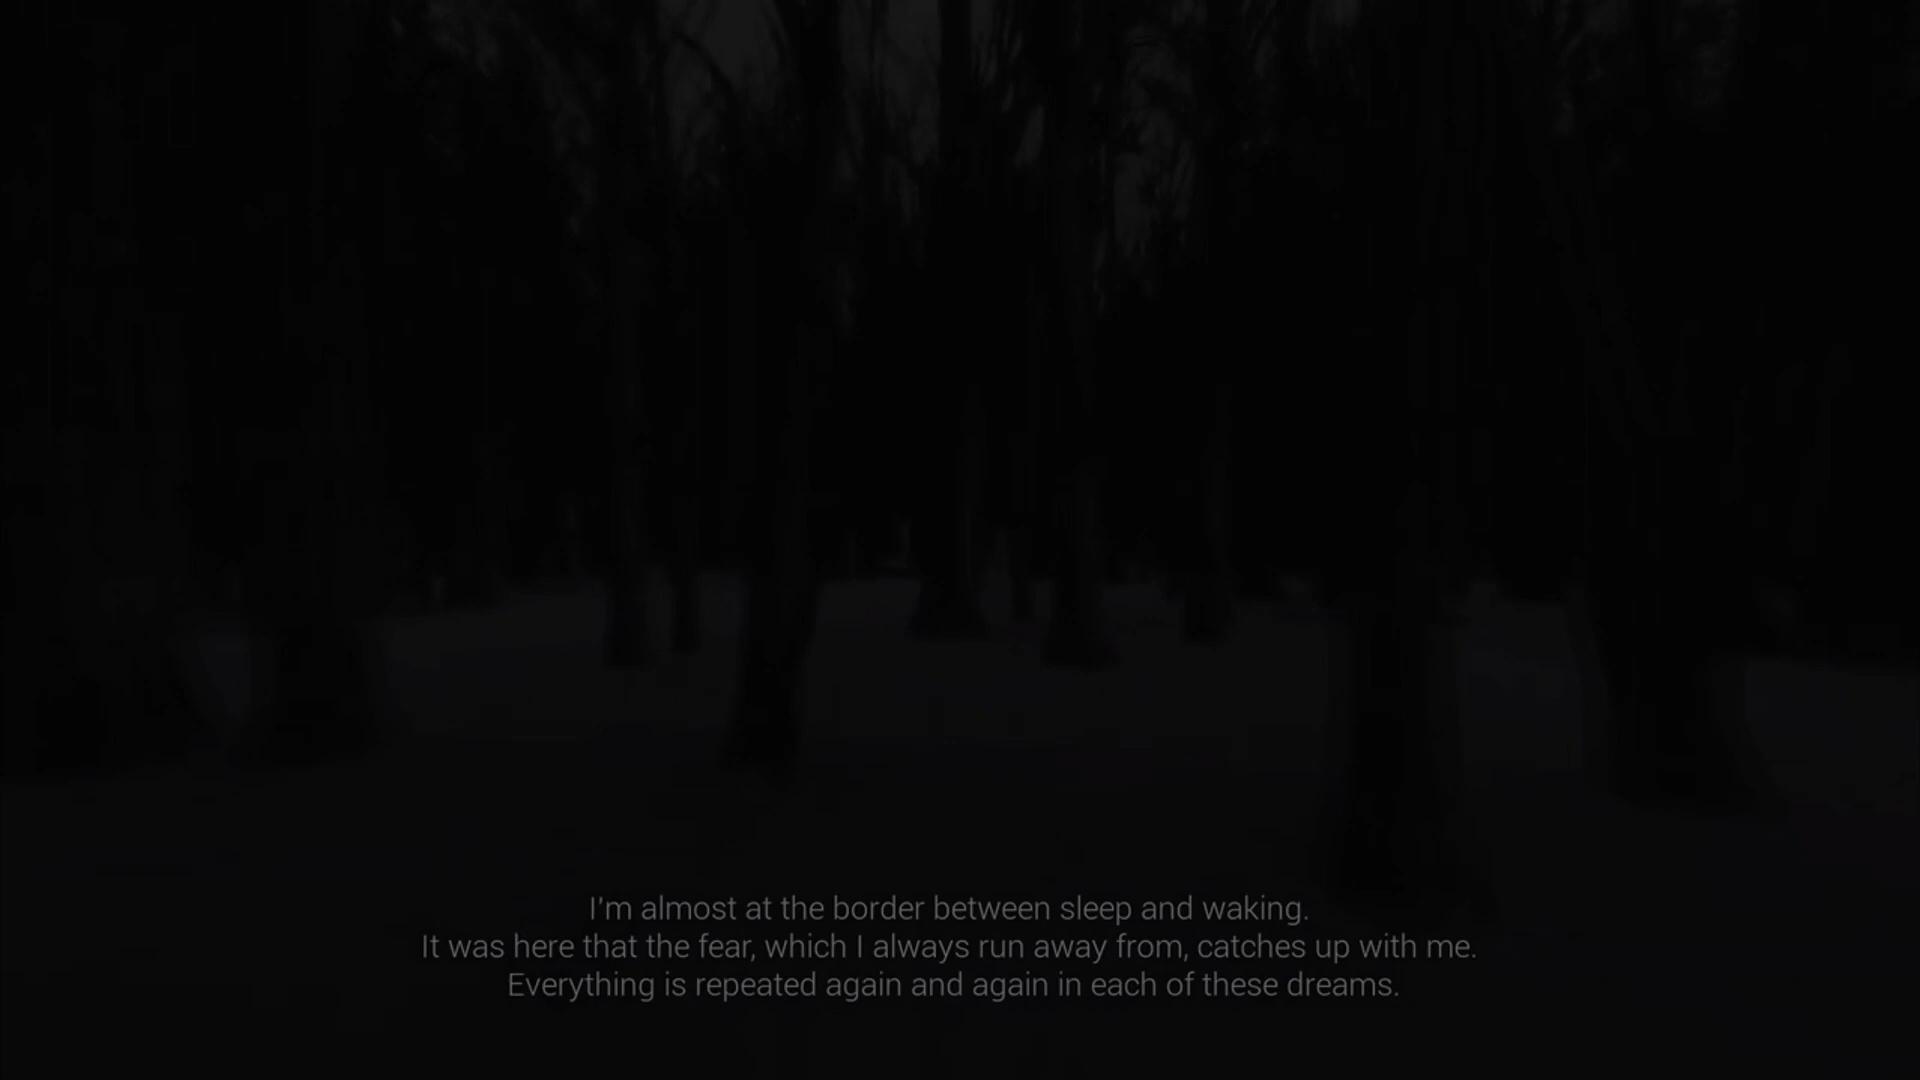 I'm almost at the border between sleep and waking.
It was here that the fear, which I always run away from, catches up with me.
Everything is repeated again and again in each of these dreams.